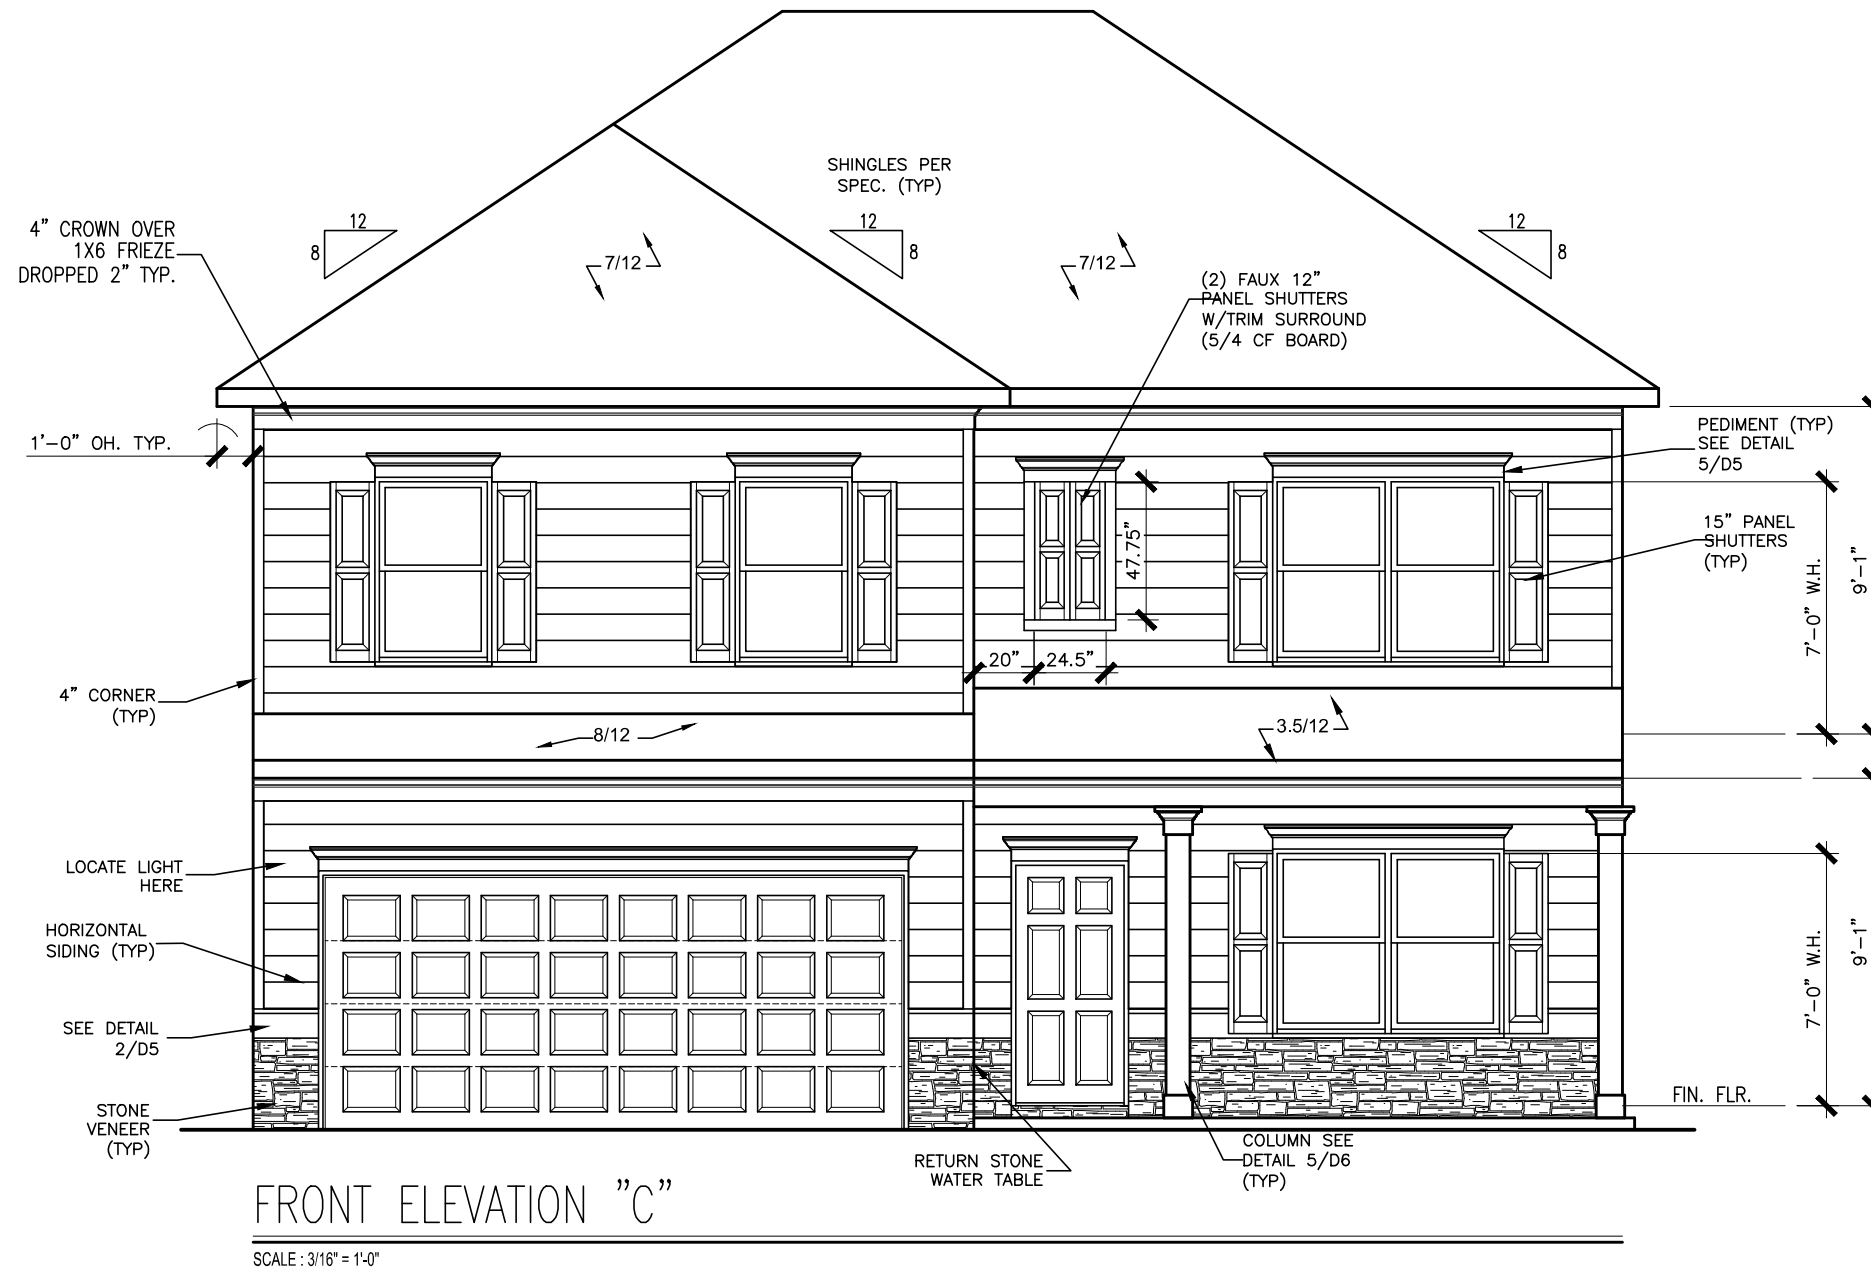 SHINGLES PER
SPEC. (TYP)
4" CROWN OVER
1X6 FRIEZE
DROPPED 2" TYP.
12
8
12
8
12
8
7/12
7/12
(2) FAUX 12"
PANEL SHUTTERS
W/TRIM SURROUND
(5/4 CF BOARD)
1'-0" OH. TYP.
PEDIMENT (TYP)
SEE DETAIL
5/D5
15" PANEL
SHUTTERS
(TYP)
47.75"
7'-0" W.H.
9'-1"
20"
24.5"
4" CORNER
(TYP)
8/12
3.5/12
LOCATE LIGHT
HERE
HORIZONTAL
SIDING (TYP)
7'-0" W.H.
9'-1"
SEE DETAIL
2/D5
STONE
VENEER
(TYP)
FIN. FLR.
RETURN STONE
WATER TABLE
COLUMN SEE
DETAIL 5/D6
(TYP)
FRONT ELEVATION "C"
SCALE : 3/16" = 1'-0"